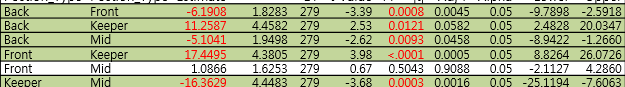 Back Front -6.1908 1.8283 279 -3.39 0.0008 0.0045 0.05 -9.7898 -2.5918
Back Keeper 11.2587 4.4582 279 2.53 0.0121 0.0582 0.05 2.4828 20.0347
Back Mid -5.1041 1.9498 279 -2.62 0.0093 0.0458 0.05 -8.9422 -1.2660
Front Keeper 17.4495 4.3805 279 3.98 <.0001 0.0005 0.05 8.8264 26.0726
Front Mid 1.0866 1.6253 279 0.67 0.5043 0.9088 0.05 -2.1127 4.2860
Keeper Mid -16.3629 4.4483 279 -3.68 0.0003 0.0016 0.05 -25.1194 -7.6063